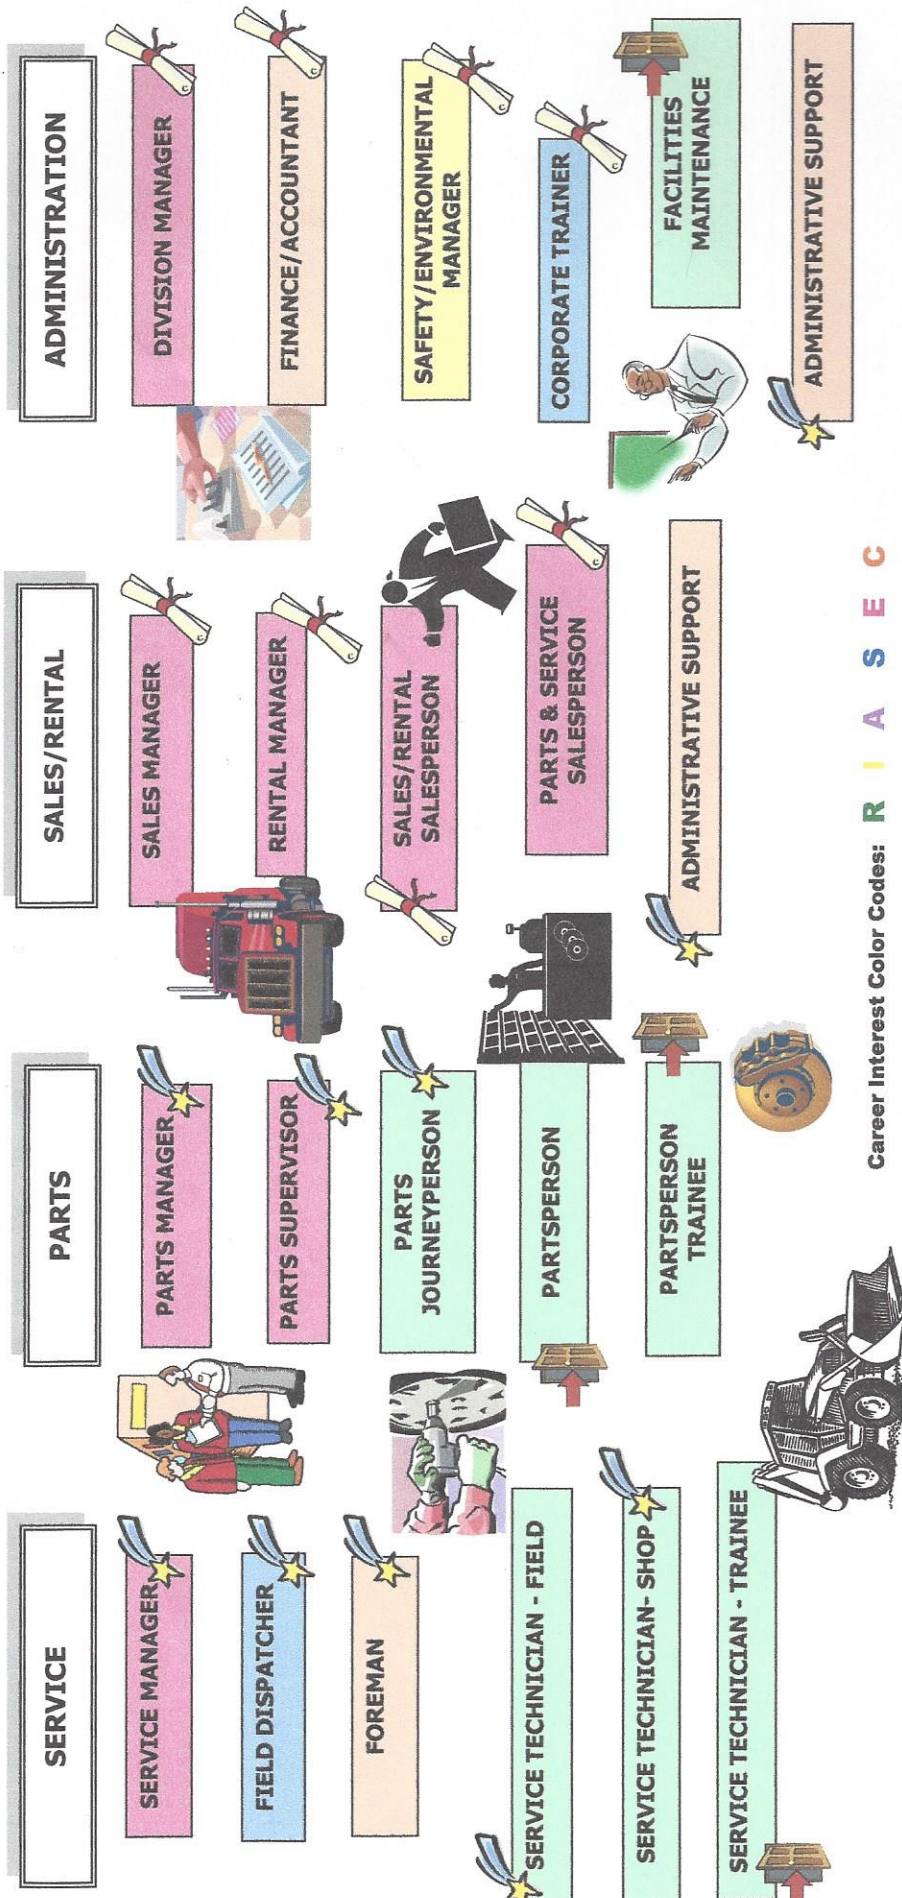 SERVICE
SERVICE MANAGER
FIELD DISPATCHER
FOREMAN
SERVICE TECHNICIAN - FIELD
SERVICE TECHNICIAN- SHOP
SERVICE TECHNICIAN - TRAINEE
PARTS
PARTS MANAGER
PARTS SUPERVISOR
PARTS
JOURNEYPERSON
PARTSPERSON
PARTSPERSON
TRAINEE
SALES/RENTAL
SALES MANAGER
RENTAL MANAGER
SALES/RENTAL
SALESPERSON
PARTS & SERVICE
SALESPERSON
ADMINISTRATIVE SUPPORT
ADMINISTRATION
DIVISION MANAGER
FINANCE/ACCOUNTANT
SAFETY/ENVIRONMENTAL
MANAGER
CORPORATE TRAINER
FACILITIES
MAINTENANCE
ADMINISTRATIVE SUPPORT
Career Interest Color Codes: R I A S E C